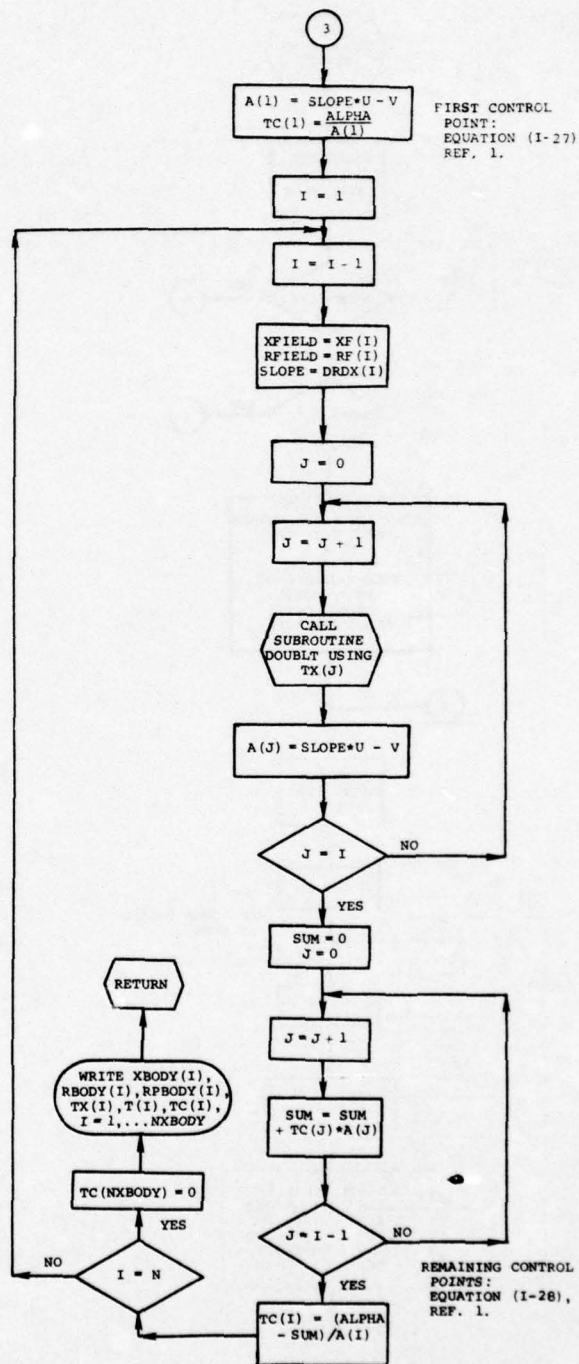 3
A(1) = SLOPE*U - V
TC(1) = ALPHA
A(1)
FIRST CONTROL
POINT:
EQUATION (I-27)
REF. 1.
I = 1
I = I - 1
XFIELD = XF(I)
RFIELD = RF(I)
SLOPE = DRDX(I)
J = 0
J = J + 1
CALL
SUBROUTINE
DOUBLT USING
TX(J)
A(J) = SLOPE*U - V
J = I
NO
YES
SUM = 0
J = 0
J = J + 1
SUM = SUM
+ TC(J)*A(J)
J = I - 1
NO
YES
REMAINING CONTROL
POINTS:
EQUATION (I-28),
REF. 1.
TC(I) = (ALPHA
- SUM)/A(I)
I = N
NO
YES
TC(NXBODY) = 0
WRITE XBODY(I),
RBODY(I),RPBODY(I),
TX(I),T(I),TC(I),
I = 1,...NXBODY
RETURN